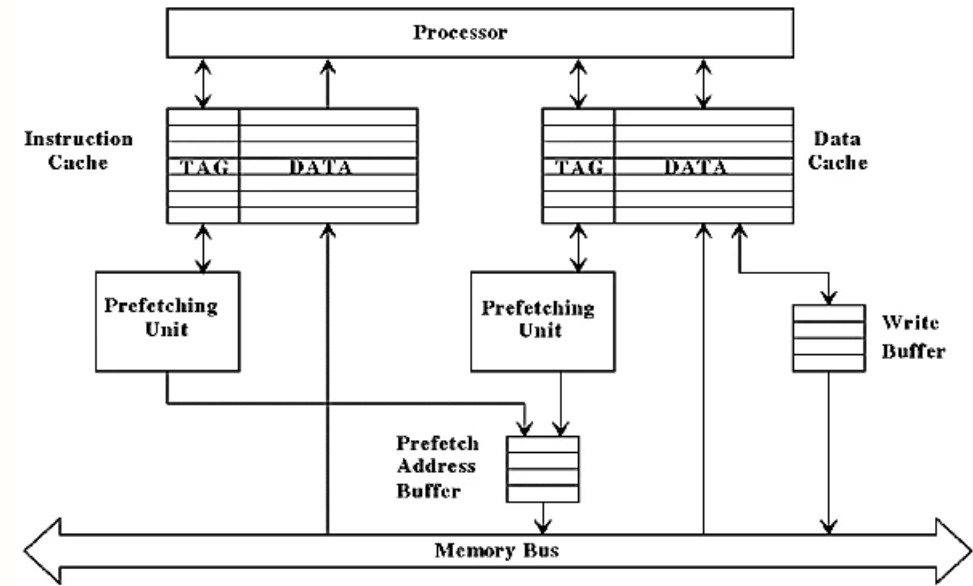 Processor
Instruction
Cache
TAG
DATA
TAG
DATA
Data
Cache
Prefetching
Unit
Prefetching
Unit
Write
Buffer
Prefetch
Address
Buffer
Memory Bus